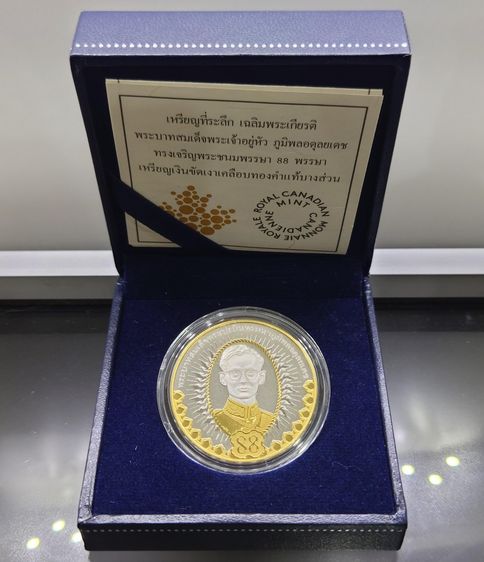 เหรียญที่ระลึก เฉลิมพระเกียรติ
พระบาทสมเด็จพระเจ้าอยู่หัว ภูมิพลอดุลยเดช
ทรงเจริญพระชนมพรรษา 88 พรรษา
เหรียญเงินขัดเงาเคลือบทองคำแท้บางส่วน
ROYAL CANADIAN MINT
MONNAIE ROYALE CANADIENNE